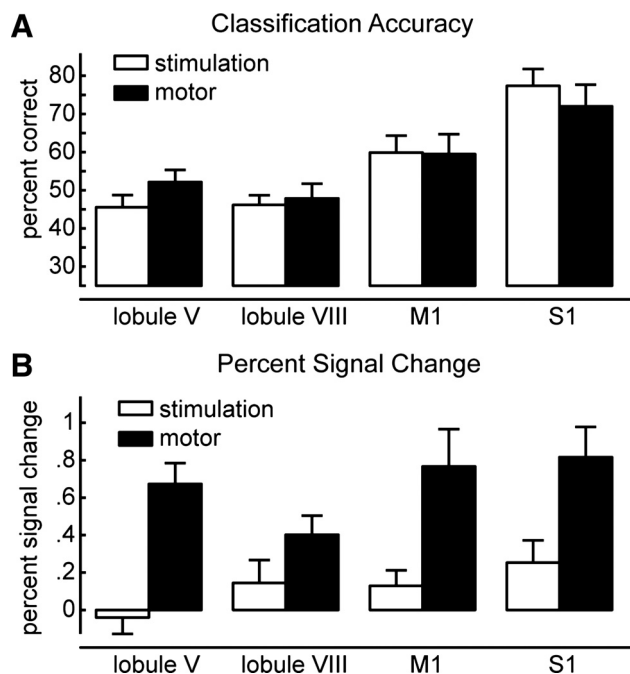 A
Classification Accuracy
stimulation
motor
percent correct
80
70
60
50
40
30
lobule V
lobule VIII
M1
S1
B
Percent Signal Change
stimulation
motor
percent signal change
1
.8
.6
.4
.2
0
lobule V
lobule VIII
M1
S1